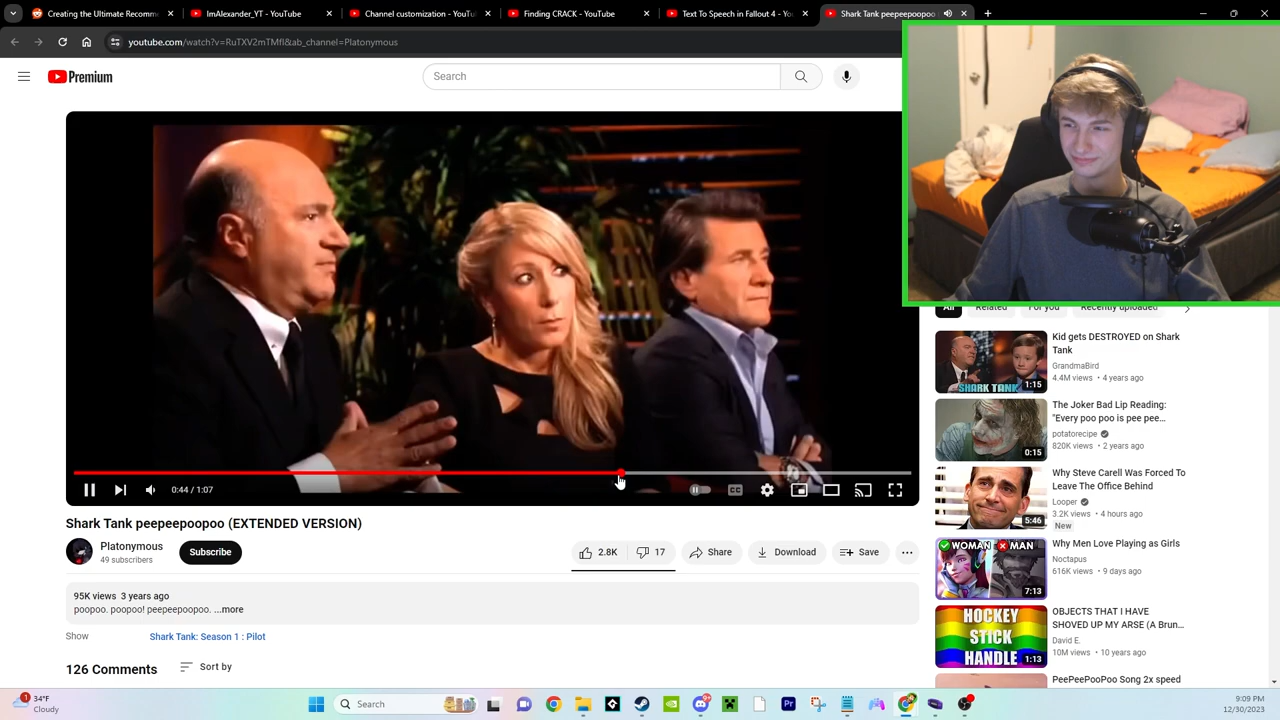 Creating the Ultimate Recomm
ImAlexander_YT - YouTube
Channel customization - YouTu
Finding CRACK - YouTube
Text To Speech in Fallout 4 - Yo
Shark Tank peepeepoopoo
youtube.com/watch?v=RuTXV2mTMfI&ab_channel=Platonymous
Premium
Search
All
Related
For you
Recently uploaded
Kid gets DESTROYED on Shark
Tank
GrandmaBird
4.4M views • 4 years ago
SHARK TANK
1:15
The Joker Bad Lip Reading:
"Every poo poo is pee pee...
potatorecipe
820K views • 2 years ago
0:15
Why Steve Carell Was Forced To
Leave The Office Behind
Looper
3.2K views • 4 hours ago
New
5:46
WOMAN
MAN
Why Men Love Playing as Girls
Noctapus
616K views • 9 days ago
7:13
HOCKEY
STICK
HANDLE
OBJECTS THAT I HAVE
SHOVED UP MY ARSE (A Brun...
David E.
10M views • 10 years ago
1:13
PeePeePooPoo Song 2x speed
0:44 / 1:07
Shark Tank peepeepoopoo (EXTENDED VERSION)
Platonymous
49 subscribers
Subscribe
2.8K
17
Share
Download
Save
95K views 3 years ago
poopoo. poopoo! peepeepoopoo. ...more
Show
Shark Tank: Season 1 : Pilot
126 Comments
Sort by
34°F
Cloudy
Search
9:09 PM
12/30/2023